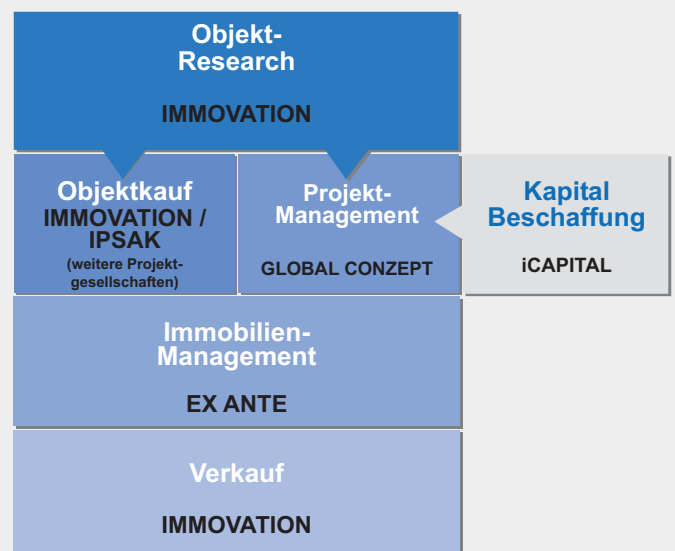 Objekt-
Research
IMMOVATION
Objektkauf
IMMOVATION /
IPSAK
(weitere Projekt-
gesellschaften)
Projekt-
Management
GLOBAL CONZEPT
Kapital
Beschaffung
iCAPITAL
Immobilien-
Management
EX ANTE
Verkauf
IMMOVATION